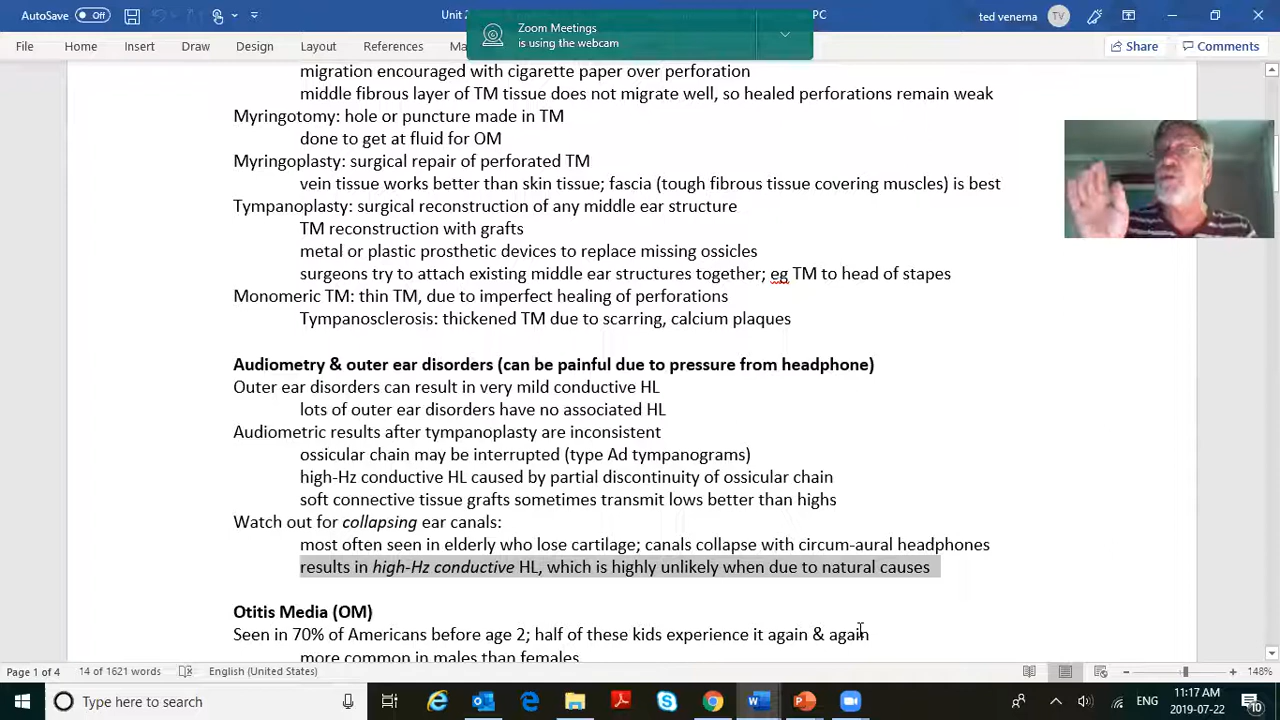 AutoSave Off
Unit 2
PC
ted venema
TV
Zoom Meetings
is using the webcam
File Home Insert Draw Design Layout References Ma
Share Comments
migration encouraged with cigarette paper over perforation
middle fibrous layer of TM tissue does not migrate well, so healed perforations remain weak
Myringotomy: hole or puncture made in TM
done to get at fluid for OM
Myringoplasty: surgical repair of perforated TM
vein tissue works better than skin tissue; fascia (tough fibrous tissue covering muscles) is best
Tympanoplasty: surgical reconstruction of any middle ear structure
TM reconstruction with grafts
metal or plastic prosthetic devices to replace missing ossicles
surgeons try to attach existing middle ear structures together; eg TM to head of stapes
Monomeric TM: thin TM, due to imperfect healing of perforations
Tympanosclerosis: thickened TM due to scarring, calcium plaques
Audiometry & outer ear disorders (can be painful due to pressure from headphone)
Outer ear disorders can result in very mild conductive HL
lots of outer ear disorders have no associated HL
Audiometric results after tympanoplasty are inconsistent
ossicular chain may be interrupted (type Ad tympanograms)
high-Hz conductive HL caused by partial discontinuity of ossicular chain
soft connective tissue grafts sometimes transmit lows better than highs
Watch out for collapsing ear canals:
most often seen in elderly who lose cartilage; canals collapse with circum-aural headphones
results in high-Hz conductive HL, which is highly unlikely when due to natural causes
Otitis Media (OM)
Seen in 70% of Americans before age 2; half of these kids experience it again & again
more common in males than females
Page 1 of 4 14 of 1621 words English (United States) 148%
Type here to search
ENG
11:17 AM
2019-07-22
10